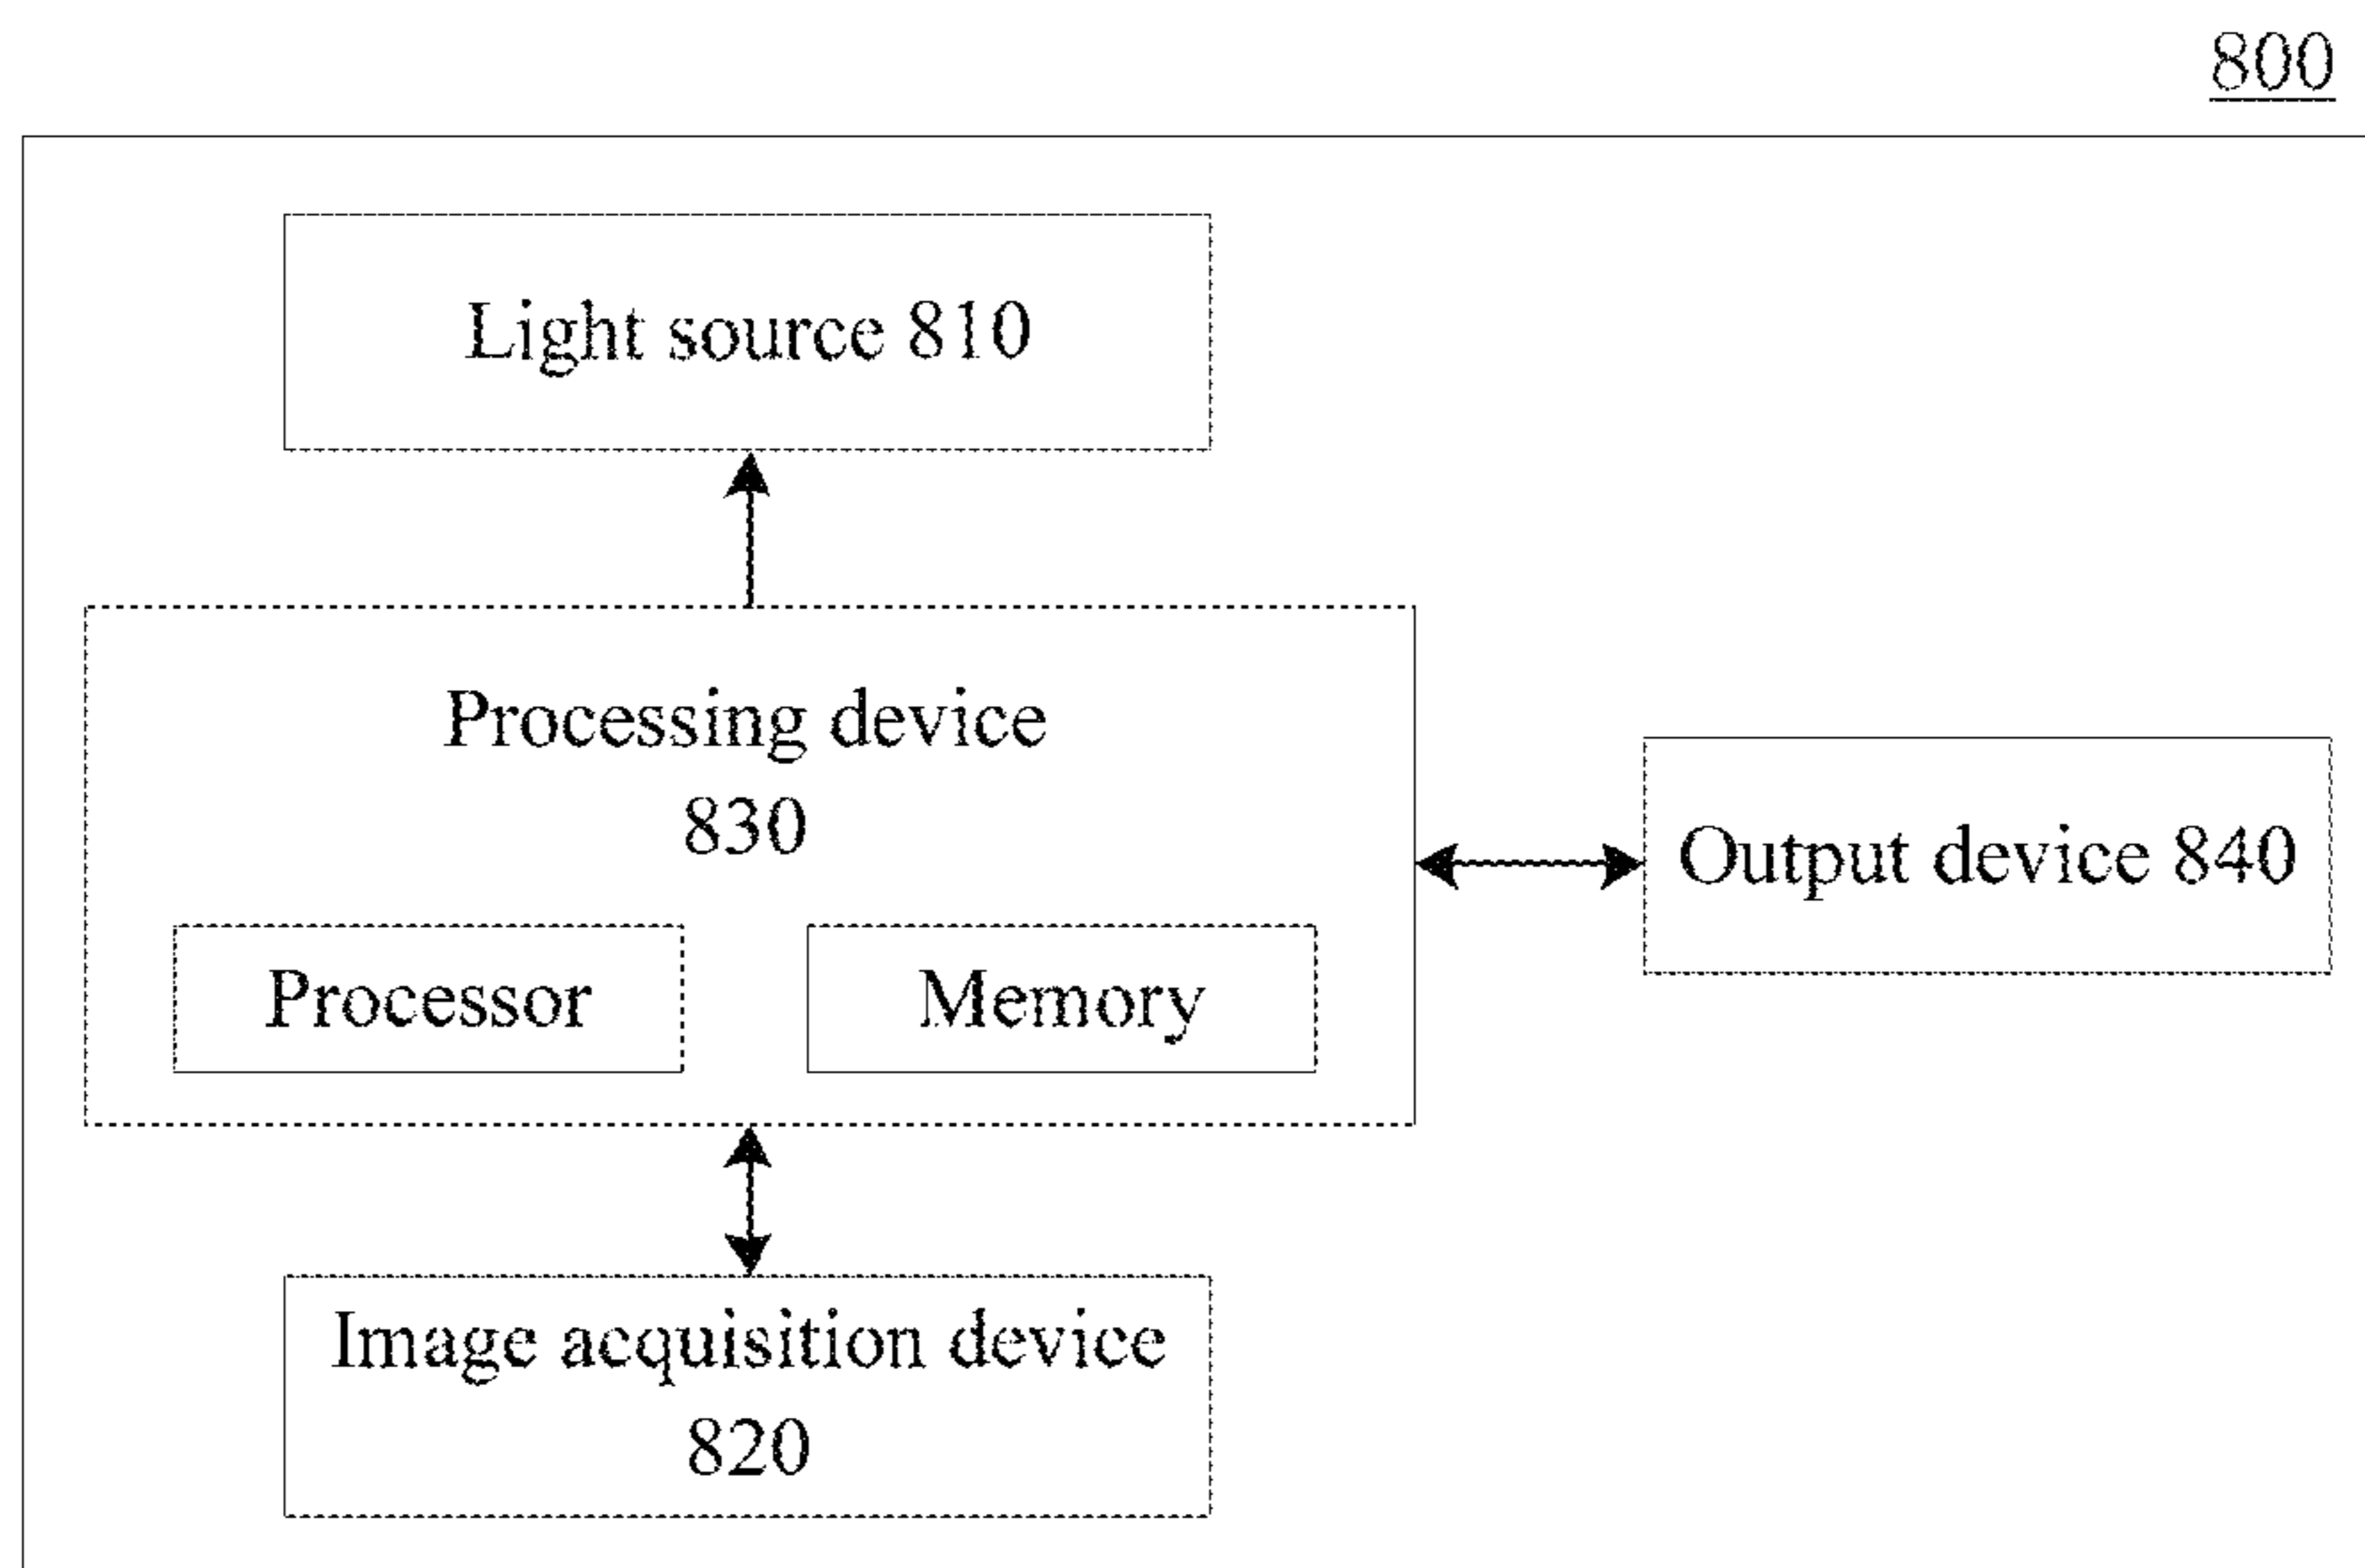 800
Light source 810
Processing device
830
Output device 840
Processor
Memory
Image acquisition device
820